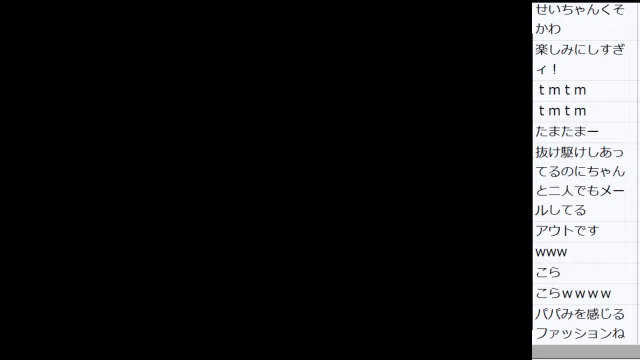 せいちゃんくそ
かわ
楽しみにしすぎ
ィ！
ｔｍｔｍ
ｔｍｔｍ
たまたまー
抜け駆けしあっ
てるのにちゃん
と二人でもメー
ルしてる
アウトです
www
こら
こらｗｗｗｗ
パパみを感じる
ファッションね